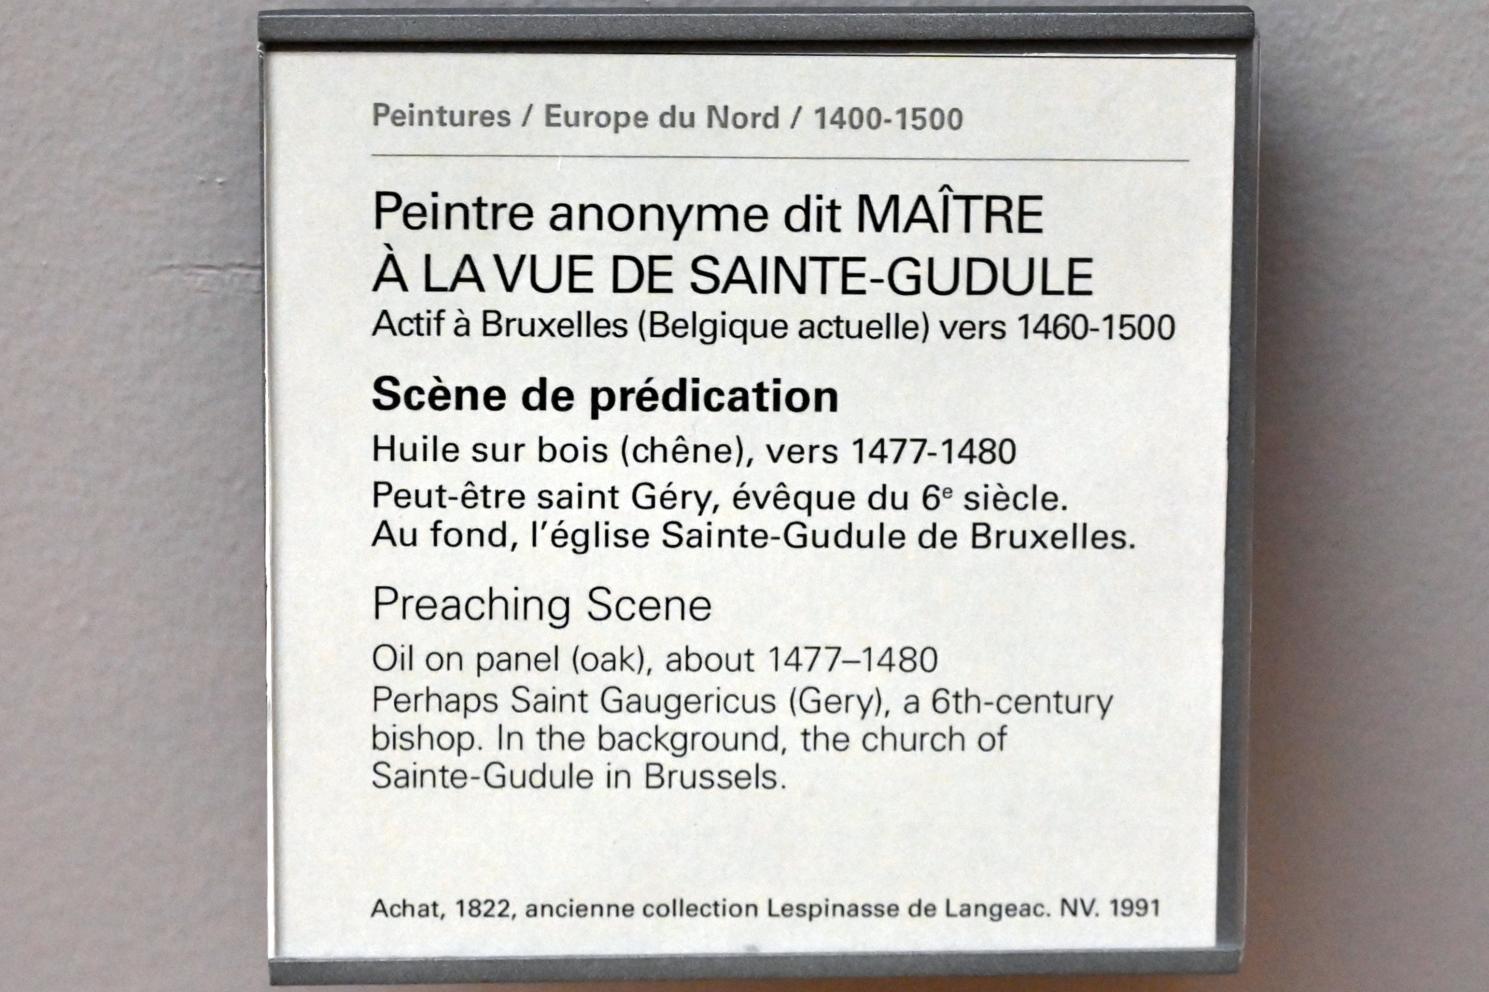 Peintures / Europe du Nord / 1400-1500
Peintre anonyme dit MAÎTRE
À LA VUE DE SAINTE-GUDULE
Actif à Bruxelles (Belgique actuelle) vers 1460-1500
Scène de prédication
Huile sur bois (chêne), vers 1477-1480
Peut-être saint Géry, évêque du 6ᵉ siècle.
Au fond, l'église Sainte-Gudule de Bruxelles.
Preaching Scene
Oil on panel (oak), about 1477–1480
Perhaps Saint Gaugericus (Gery), a 6th-century
bishop. In the background, the church of
Sainte-Gudule in Brussels.
Achat, 1822, ancienne collection Lespinasse de Langeac. NV. 1991